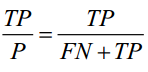 TP/P = TP/(FN + TP)